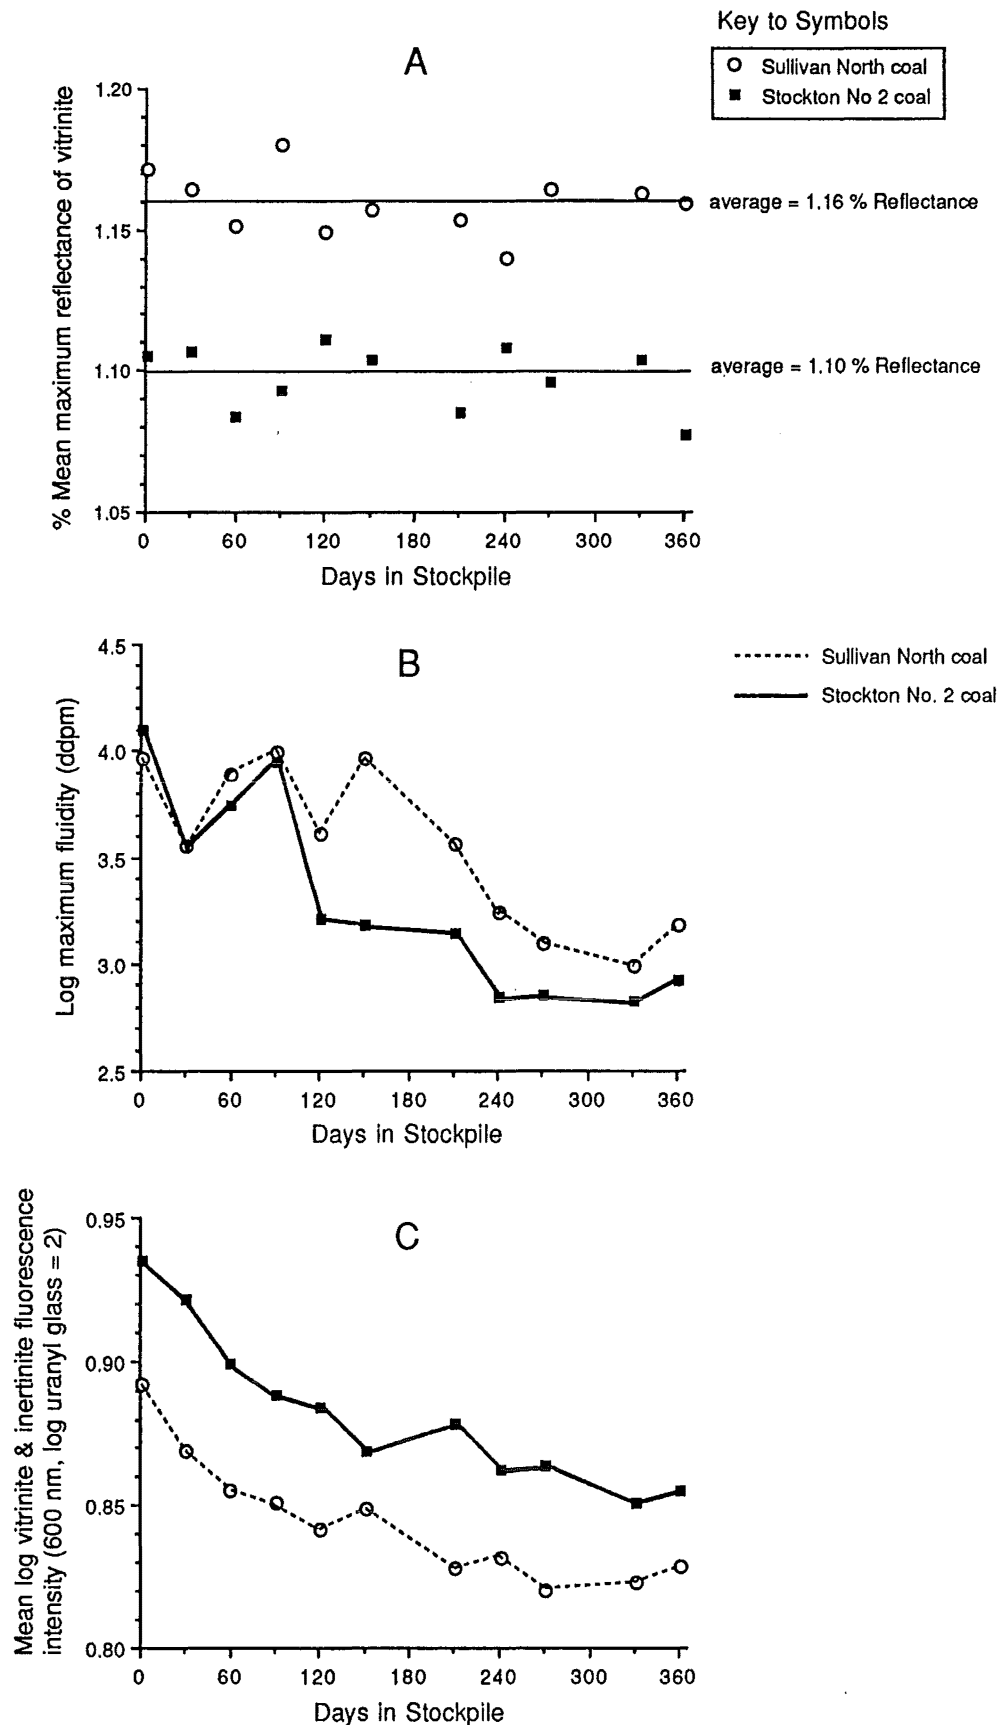 Key to Symbols
Sullivan North coal
Stockton No 2 coal
A
% Mean maximum reflectance of vitrinite
1.20
1.15
1.10
1.05
average = 1.16 % Reflectance
average = 1.10 % Reflectance
0 60 120 180 240 300 360
Days in Stockpile
B
Sullivan North coal
Stockton No. 2 coal
Log maximum fluidity (ddpm)
4.5
4.0
3.5
3.0
2.5
0 60 120 180 240 300 360
Days in Stockpile
C
Mean log vitrinite & inertinite fluorescence
intensity (600 nm, log uranyl glass = 2)
0.95
0.90
0.85
0.80
0 60 120 180 240 300 360
Days in Stockpile